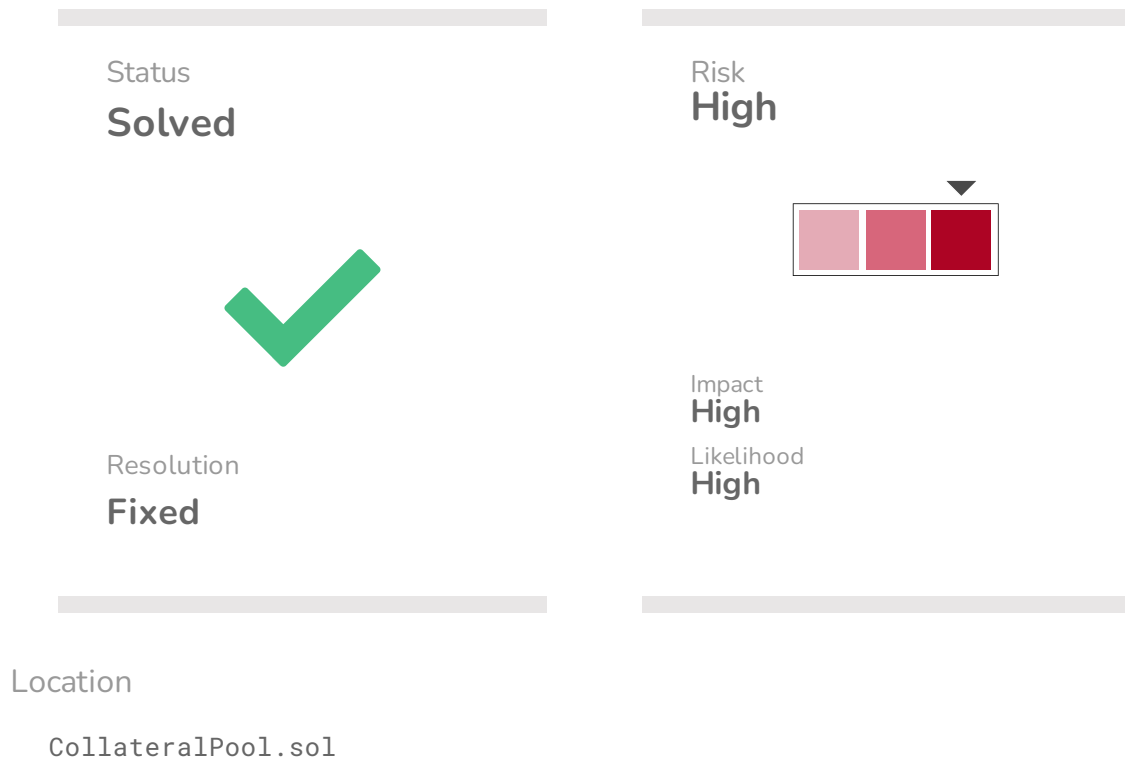 Status
Solved
Resolution
Fixed
Risk
High
Impact
High
Likelihood
High
Location
CollateralPool.sol